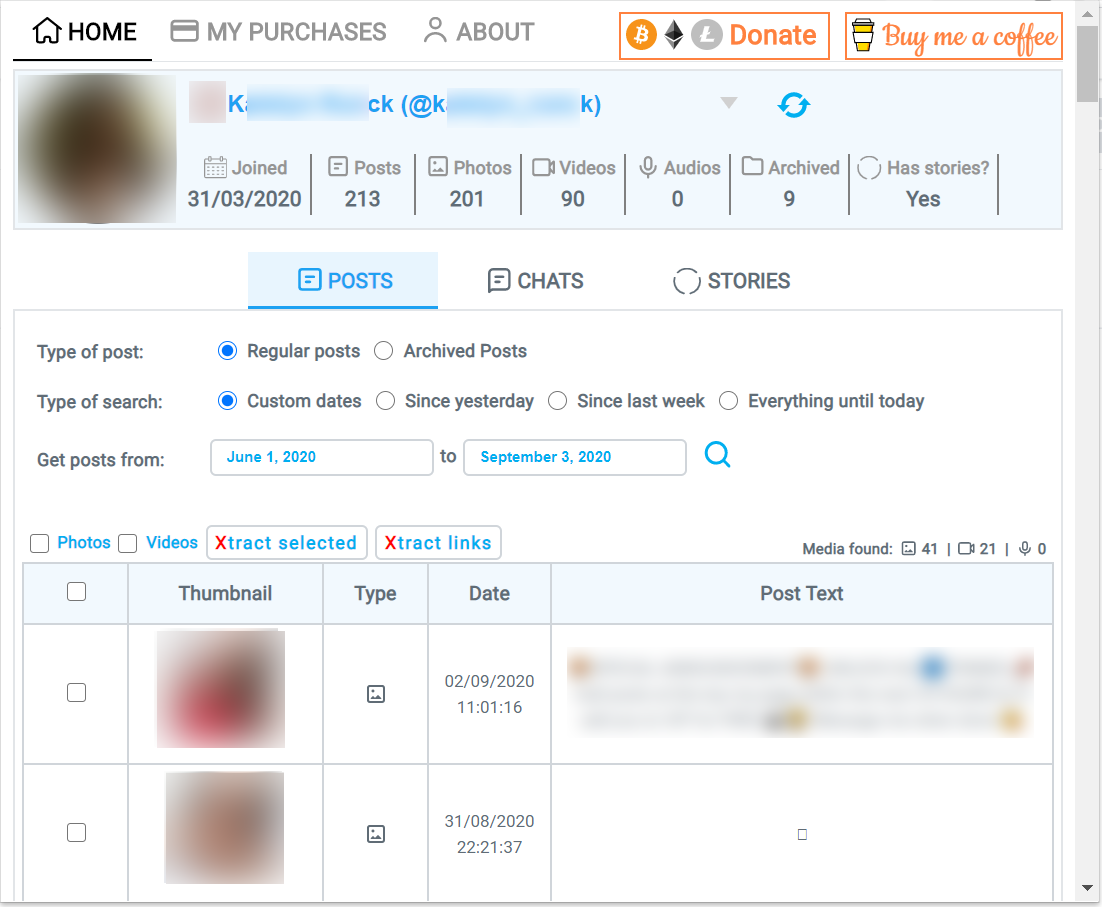 HOME MY PURCHASES ABOUT Donate Buy me a coffee
Joined Posts Photos Videos Audios Archived Has stories?
31/03/2020 213 201 90 0 9 Yes
POSTS CHATS STORIES
Type of post: Regular posts Archived Posts
Type of search: Custom dates Since yesterday Since last week Everything until today
Get posts from: June 1, 2020 to September 3, 2020
Photos Videos Xtract selected Xtract links
Media found: 41 | 21 | 0
Thumbnail Type Date Post Text
02/09/2020
11:01:16
31/08/2020
22:21:37